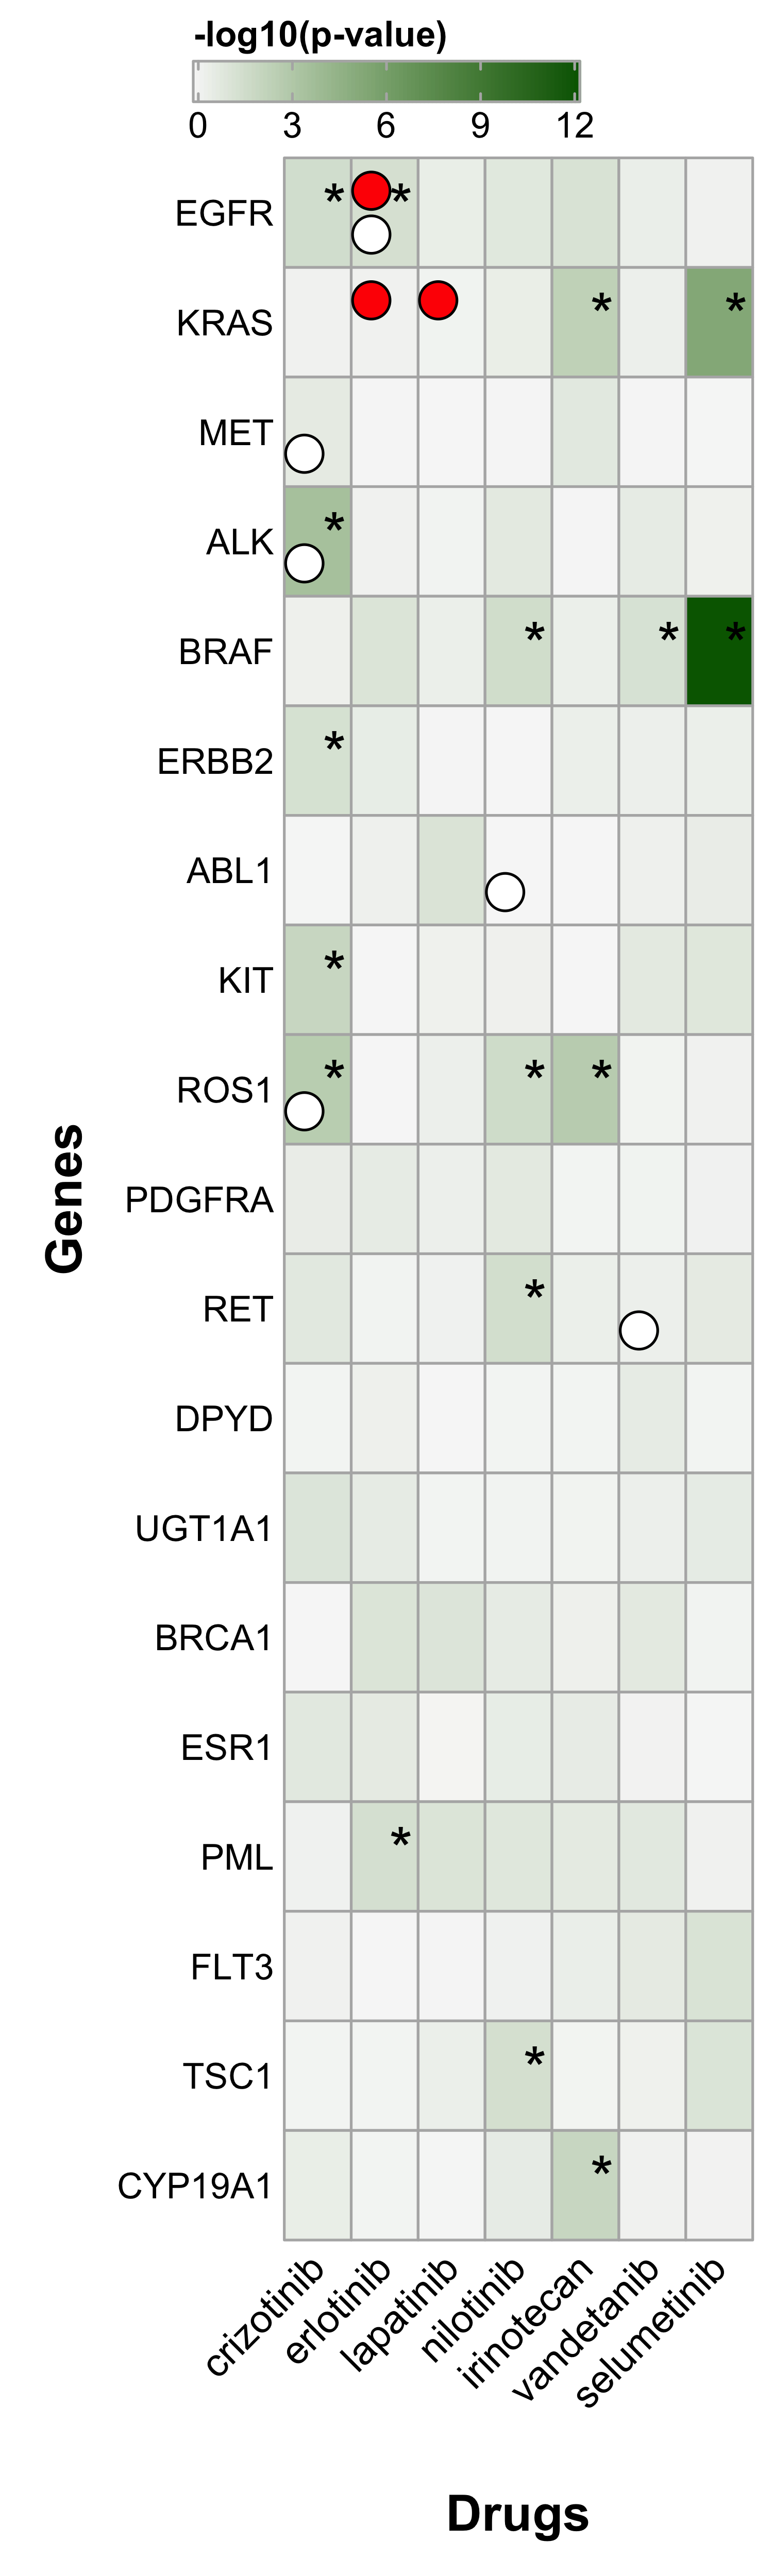 -log10(p-value)
0 3 6 9 12
EGFR * *
KRAS * *
MET
ALK *
BRAF * * *
ERBB2 *
ABL1
KIT *
ROS1 * * *
PDGFRA
RET *
DPYD
UGT1A1
BRCA1
ESR1
PML *
FLT3
TSC1 *
CYP19A1 *
Genes
crizotinib
erlotinib
lapatinib
nilotinib
irinotecan
vandetanib
selumetinib
Drugs